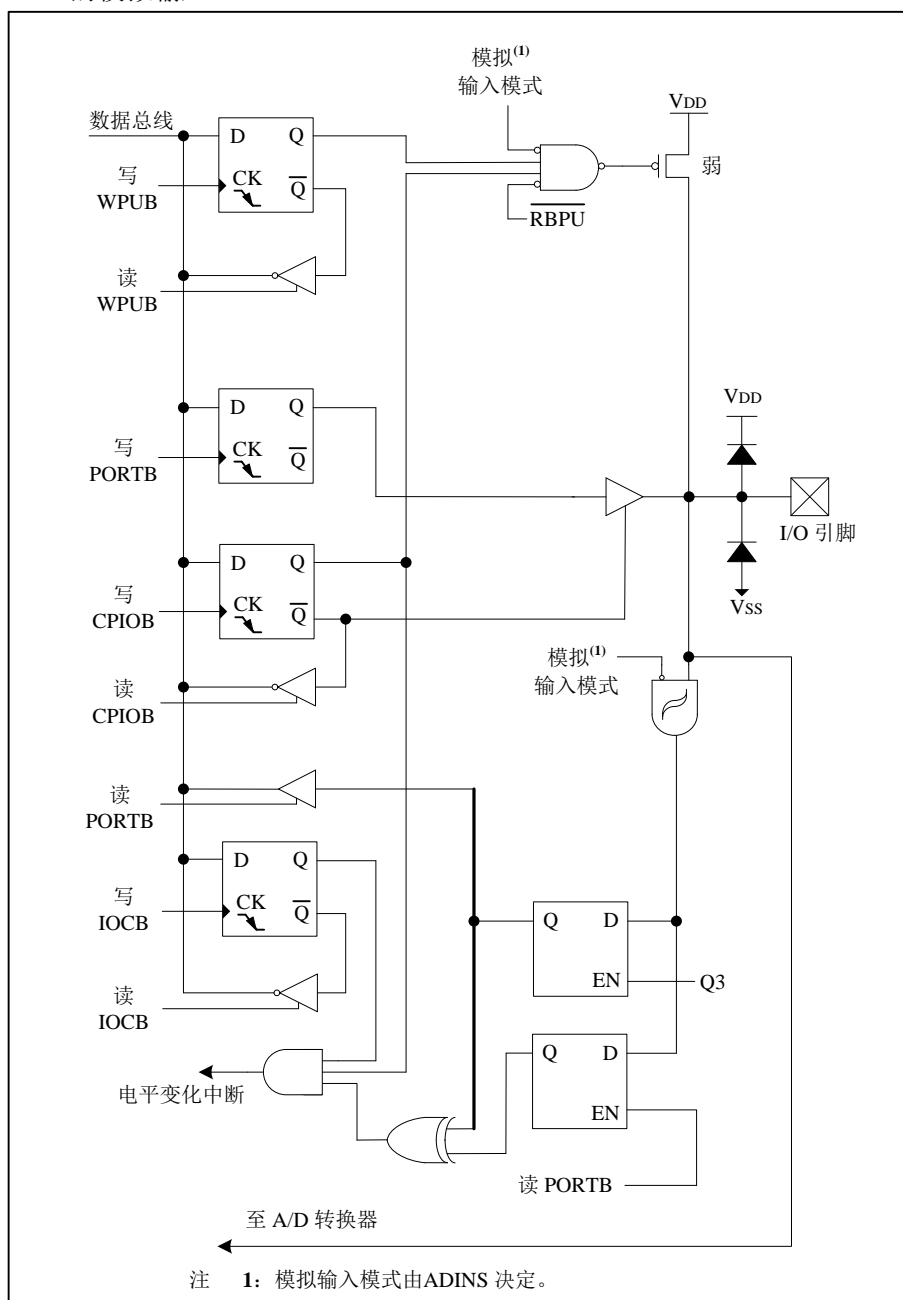 模拟(1)
输入模式
VDD
数据总线
D Q
写
WPUB
CK Q
弱
RBPU
读
WPUB
D Q
VDD
写
PORTB
CK Q
I/O 引脚
D Q
写
CPIOB
CK Q
VSS
模拟(1)
输入模式
读
CPIOB
读
PORTB
D Q
写
IOCB
CK Q
Q D
EN Q3
读
IOCB
Q D
电平变化中断
EN
读 PORTB
至 A/D 转换器
注 1：模拟输入模式由ADINS 决定。